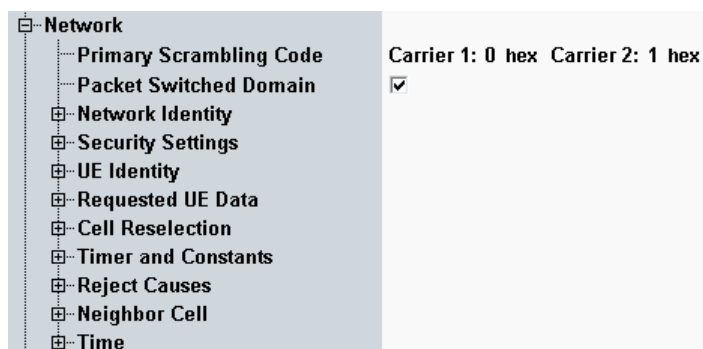 Network
Primary Scrambling Code Carrier 1: 0 hex Carrier 2: 1 hex
Packet Switched Domain
Network Identity
Security Settings
UE Identity
Requested UE Data
Cell Reselection
Timer and Constants
Reject Causes
Neighbor Cell
Time